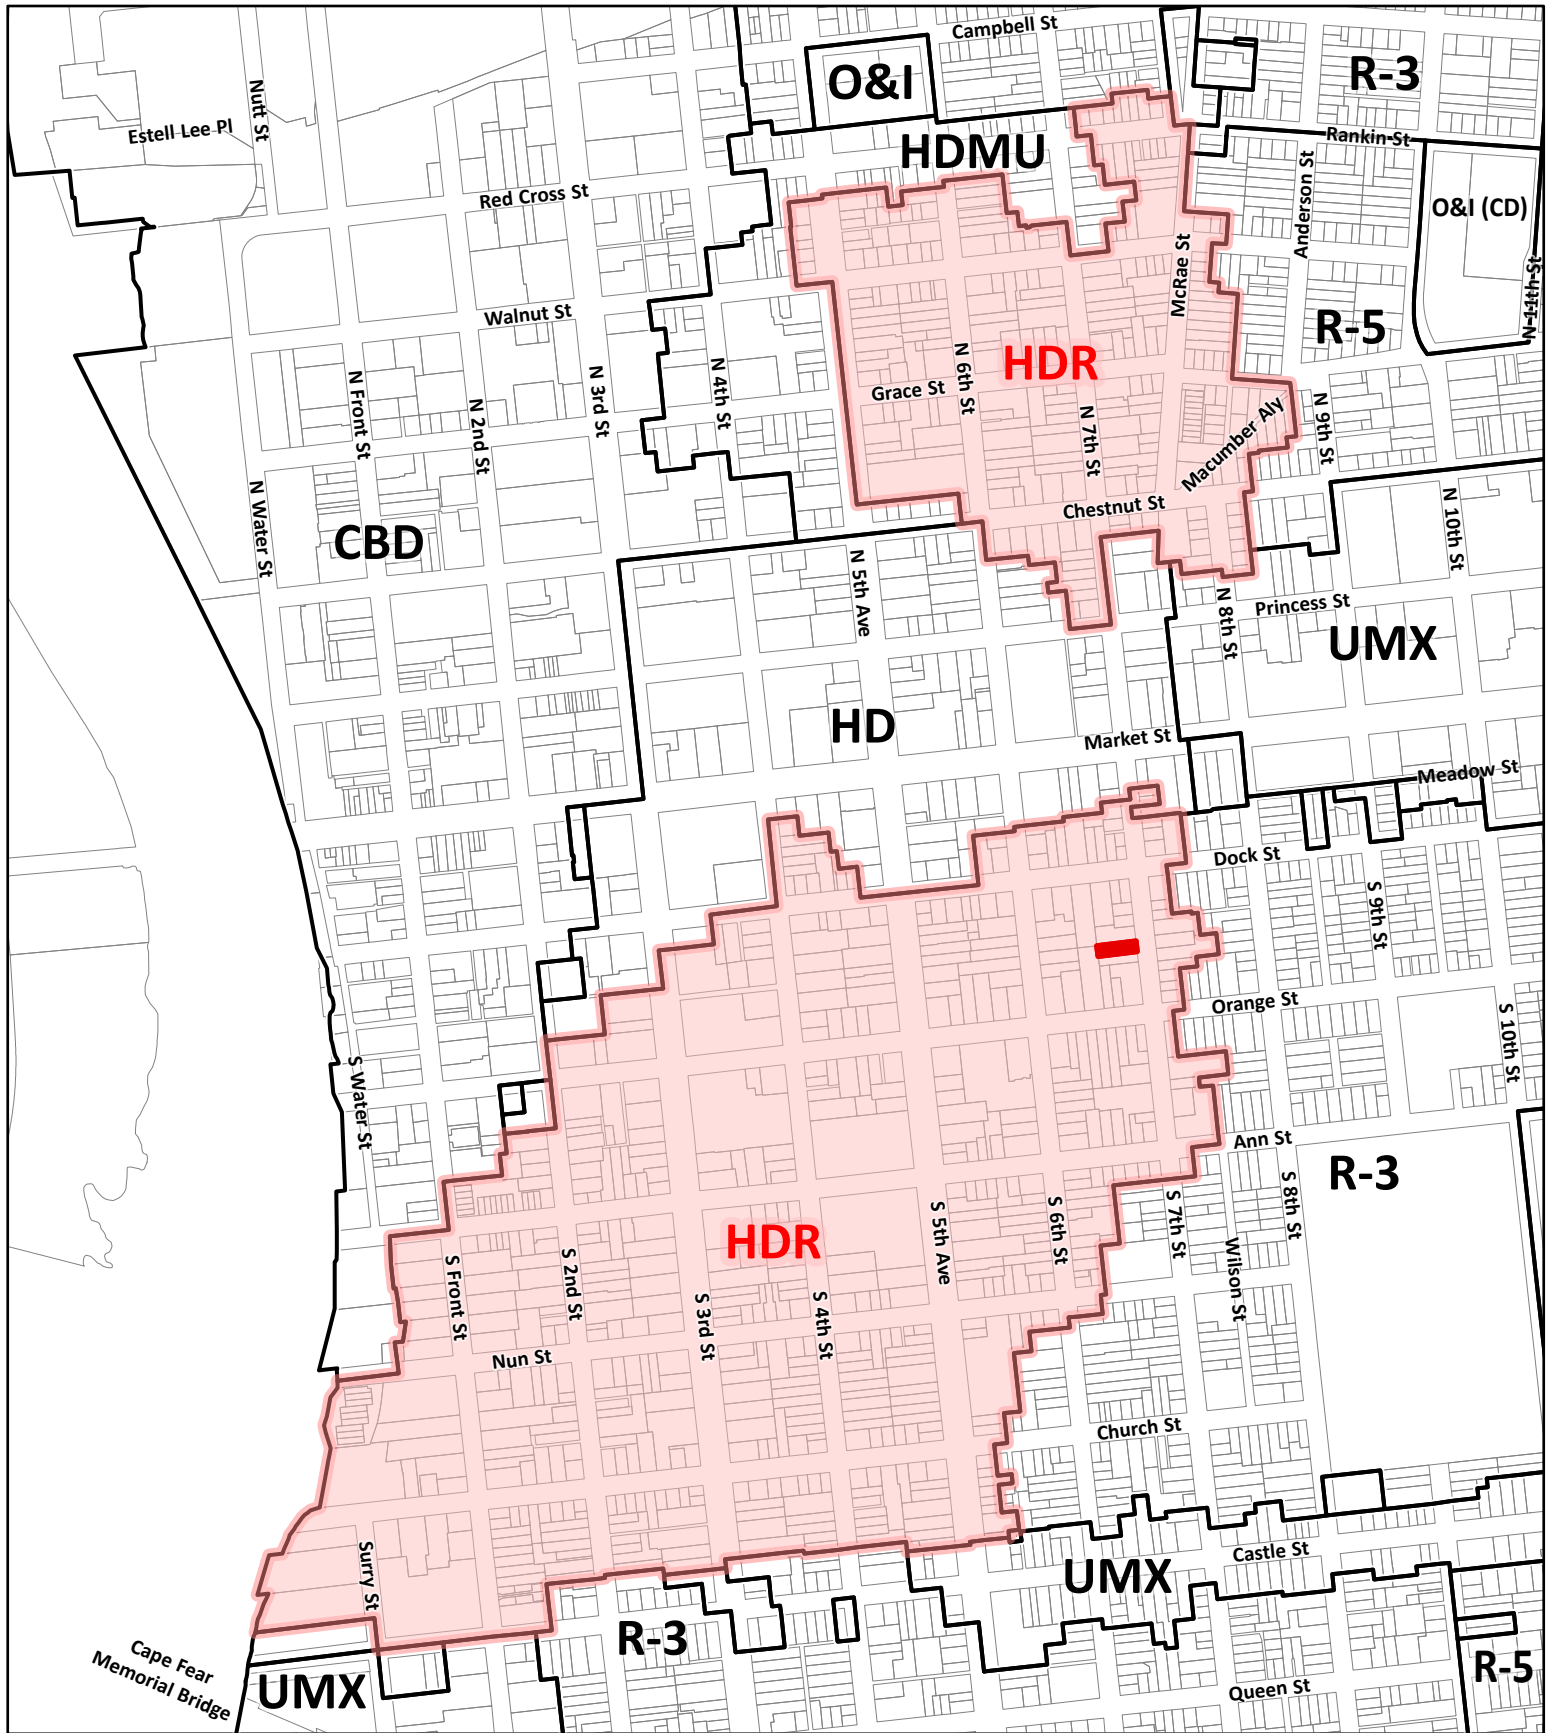 Campbell St
O&I
R-3
Nutt St
Estell Lee Pl
Rankin St
HDMU
Anderson St
Red Cross St
O&I (CD)
McRae St
N 11th St
Walnut St
R-5
N 6th St
HDR
N 4th St
N 3rd St
N Front St
Grace St
N 2nd St
N 7th St
N 9th St
Macumber Aly
N Water St
Chestnut St
N 10th St
CBD
N 5th Ave
Princess St
N 8th St
UMX
HD
Market St
Meadow St
Dock St
S 9th St
Orange St
S 10th St
S Water St
Ann St
R-3
S 8th St
S 7th St
S 6th St
S 5th Ave
HDR
Wilson St
S 2nd St
S Front St
S 3rd St
S 4th St
Nun St
Church St
Surry St
Castle St
UMX
R-3
Cape Fear
Memorial Bridge
UMX
R-5
Queen St